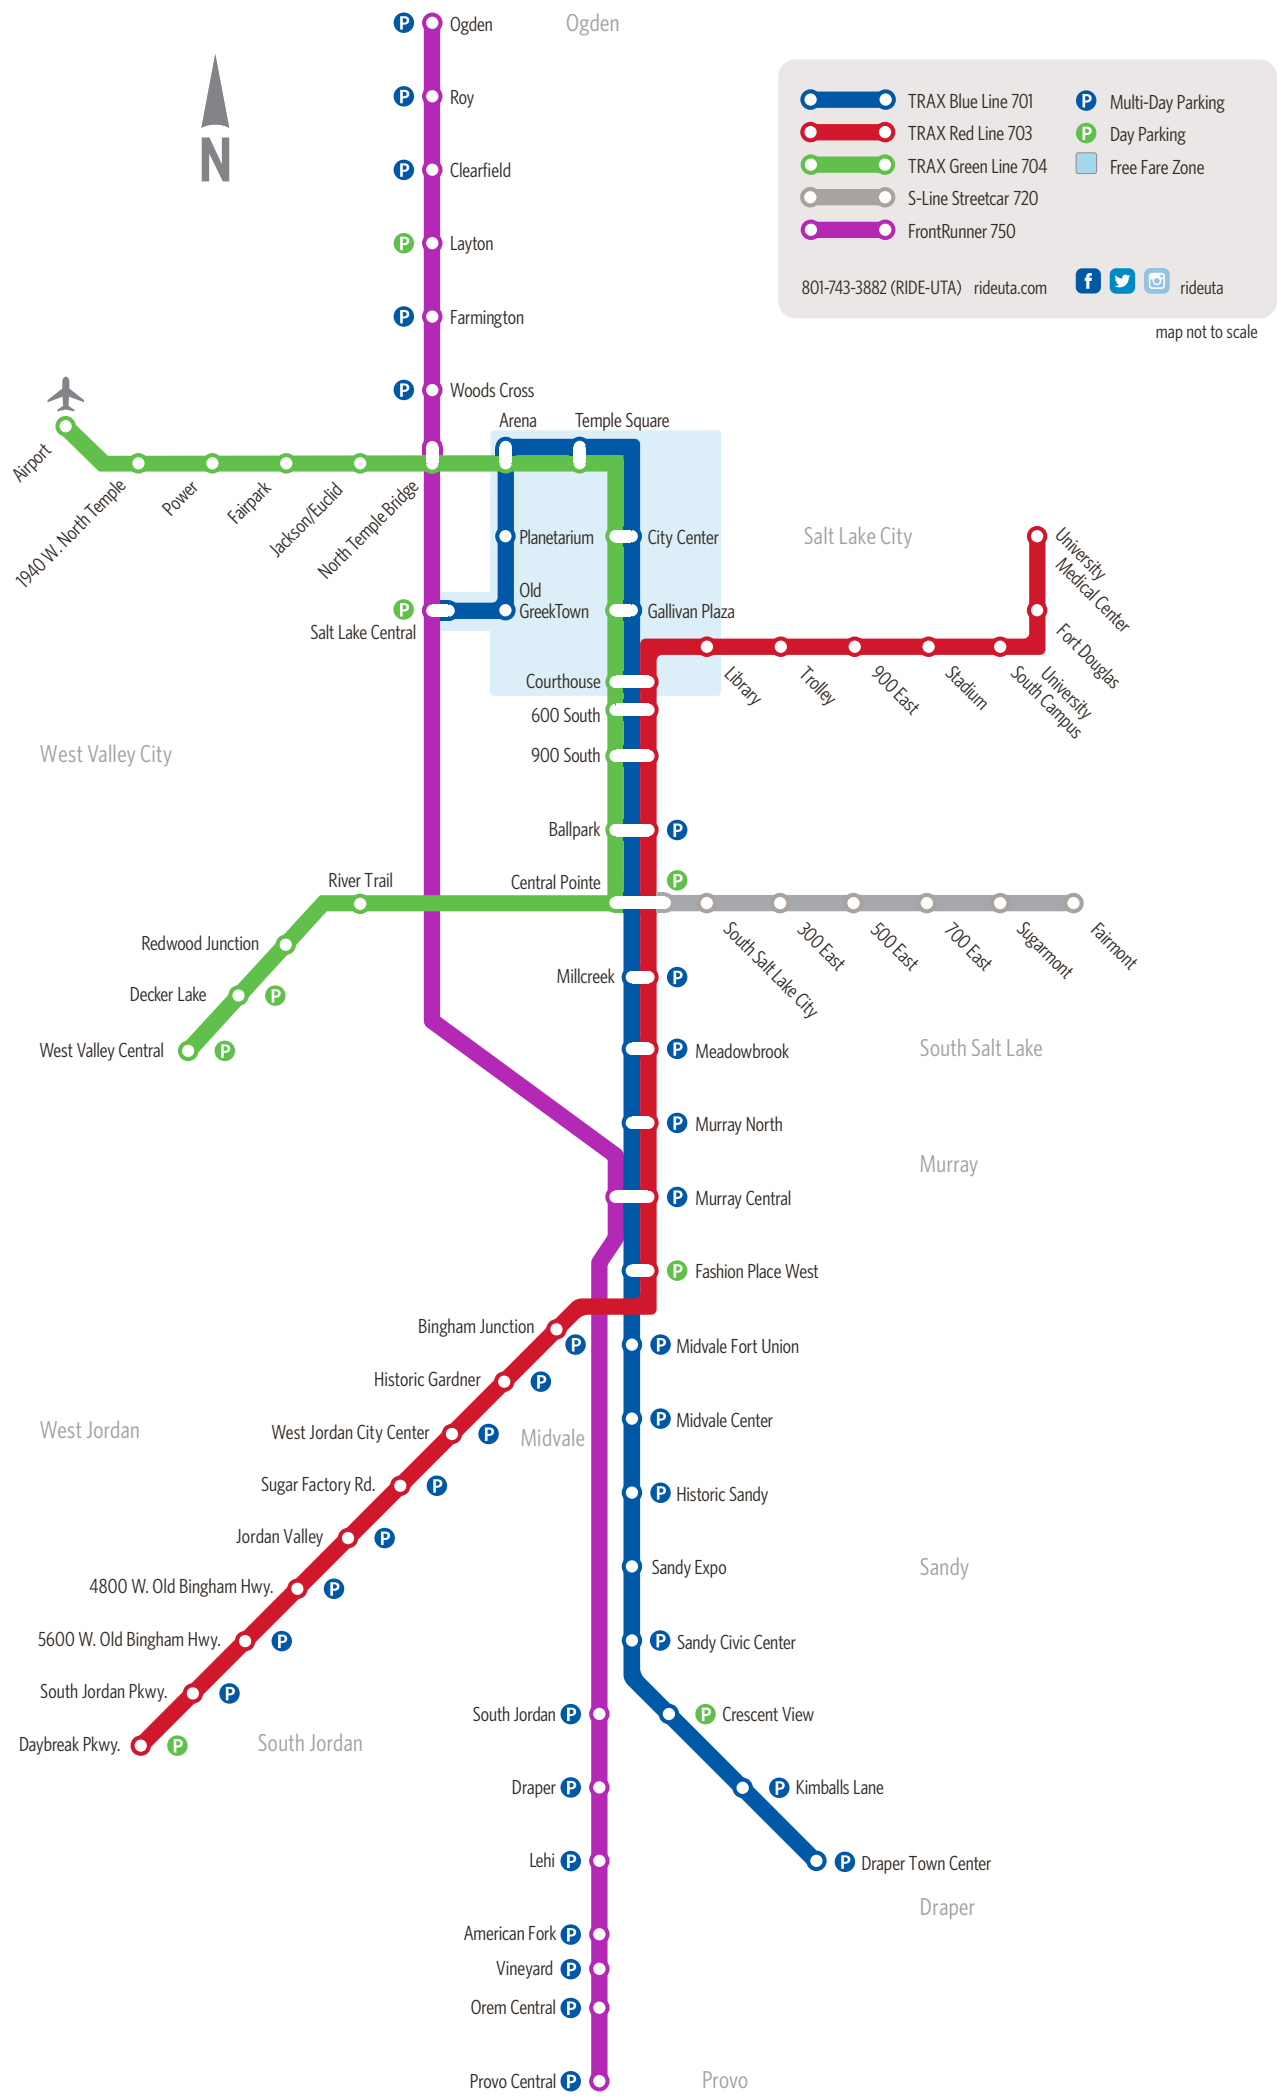 P Ogden
Ogden
P Roy
P Clearfield
P Layton
P Farmington
P Woods Cross
N
TRAX Blue Line 701
TRAX Red Line 703
TRAX Green Line 704
S-Line Streetcar 720
FrontRunner 750
P Multi-Day Parking
P Day Parking
Free Fare Zone
801-743-3882 (RIDE-UTA) rideuta.com
f rideuta
map not to scale
Arena
Temple Square
Airport
1940 W. North Temple
Power
Fairpark
Jackson/Euclid
North Temple Bridge
Planetarium
City Center
Salt Lake City
Old
GreekTown
Gallivan Plaza
P
Salt Lake Central
University
Medical Center
Fort Douglas
Library
Trolley
900 East
Stadium
University
South Campus
Courthouse
600 South
900 South
West Valley City
Ballpark P
Central Pointe P
River Trail
Redwood Junction
Decker Lake P
West Valley Central P
South Salt Lake City
300 East
500 East
700 East
Sugarmont
Fairmont
Millcreek P
P Meadowbrook
South Salt Lake
P Murray North
Murray
P Murray Central
P Fashion Place West
Bingham Junction P
P Midvale Fort Union
Historic Gardner P
P Midvale Center
West Jordan
West Jordan City Center P
Midvale
Sugar Factory Rd. P
P Historic Sandy
Jordan Valley P
Sandy Expo
Sandy
4800 W. Old Bingham Hwy. P
5600 W. Old Bingham Hwy. P
P Sandy Civic Center
South Jordan Pkwy. P
Daybreak Pkwy. P
South Jordan
South Jordan P
P Crescent View
Draper P
P Kimballs Lane
Lehi P
P Draper Town Center
Draper
American Fork P
Vineyard P
Orem Central P
Provo Central P
Provo